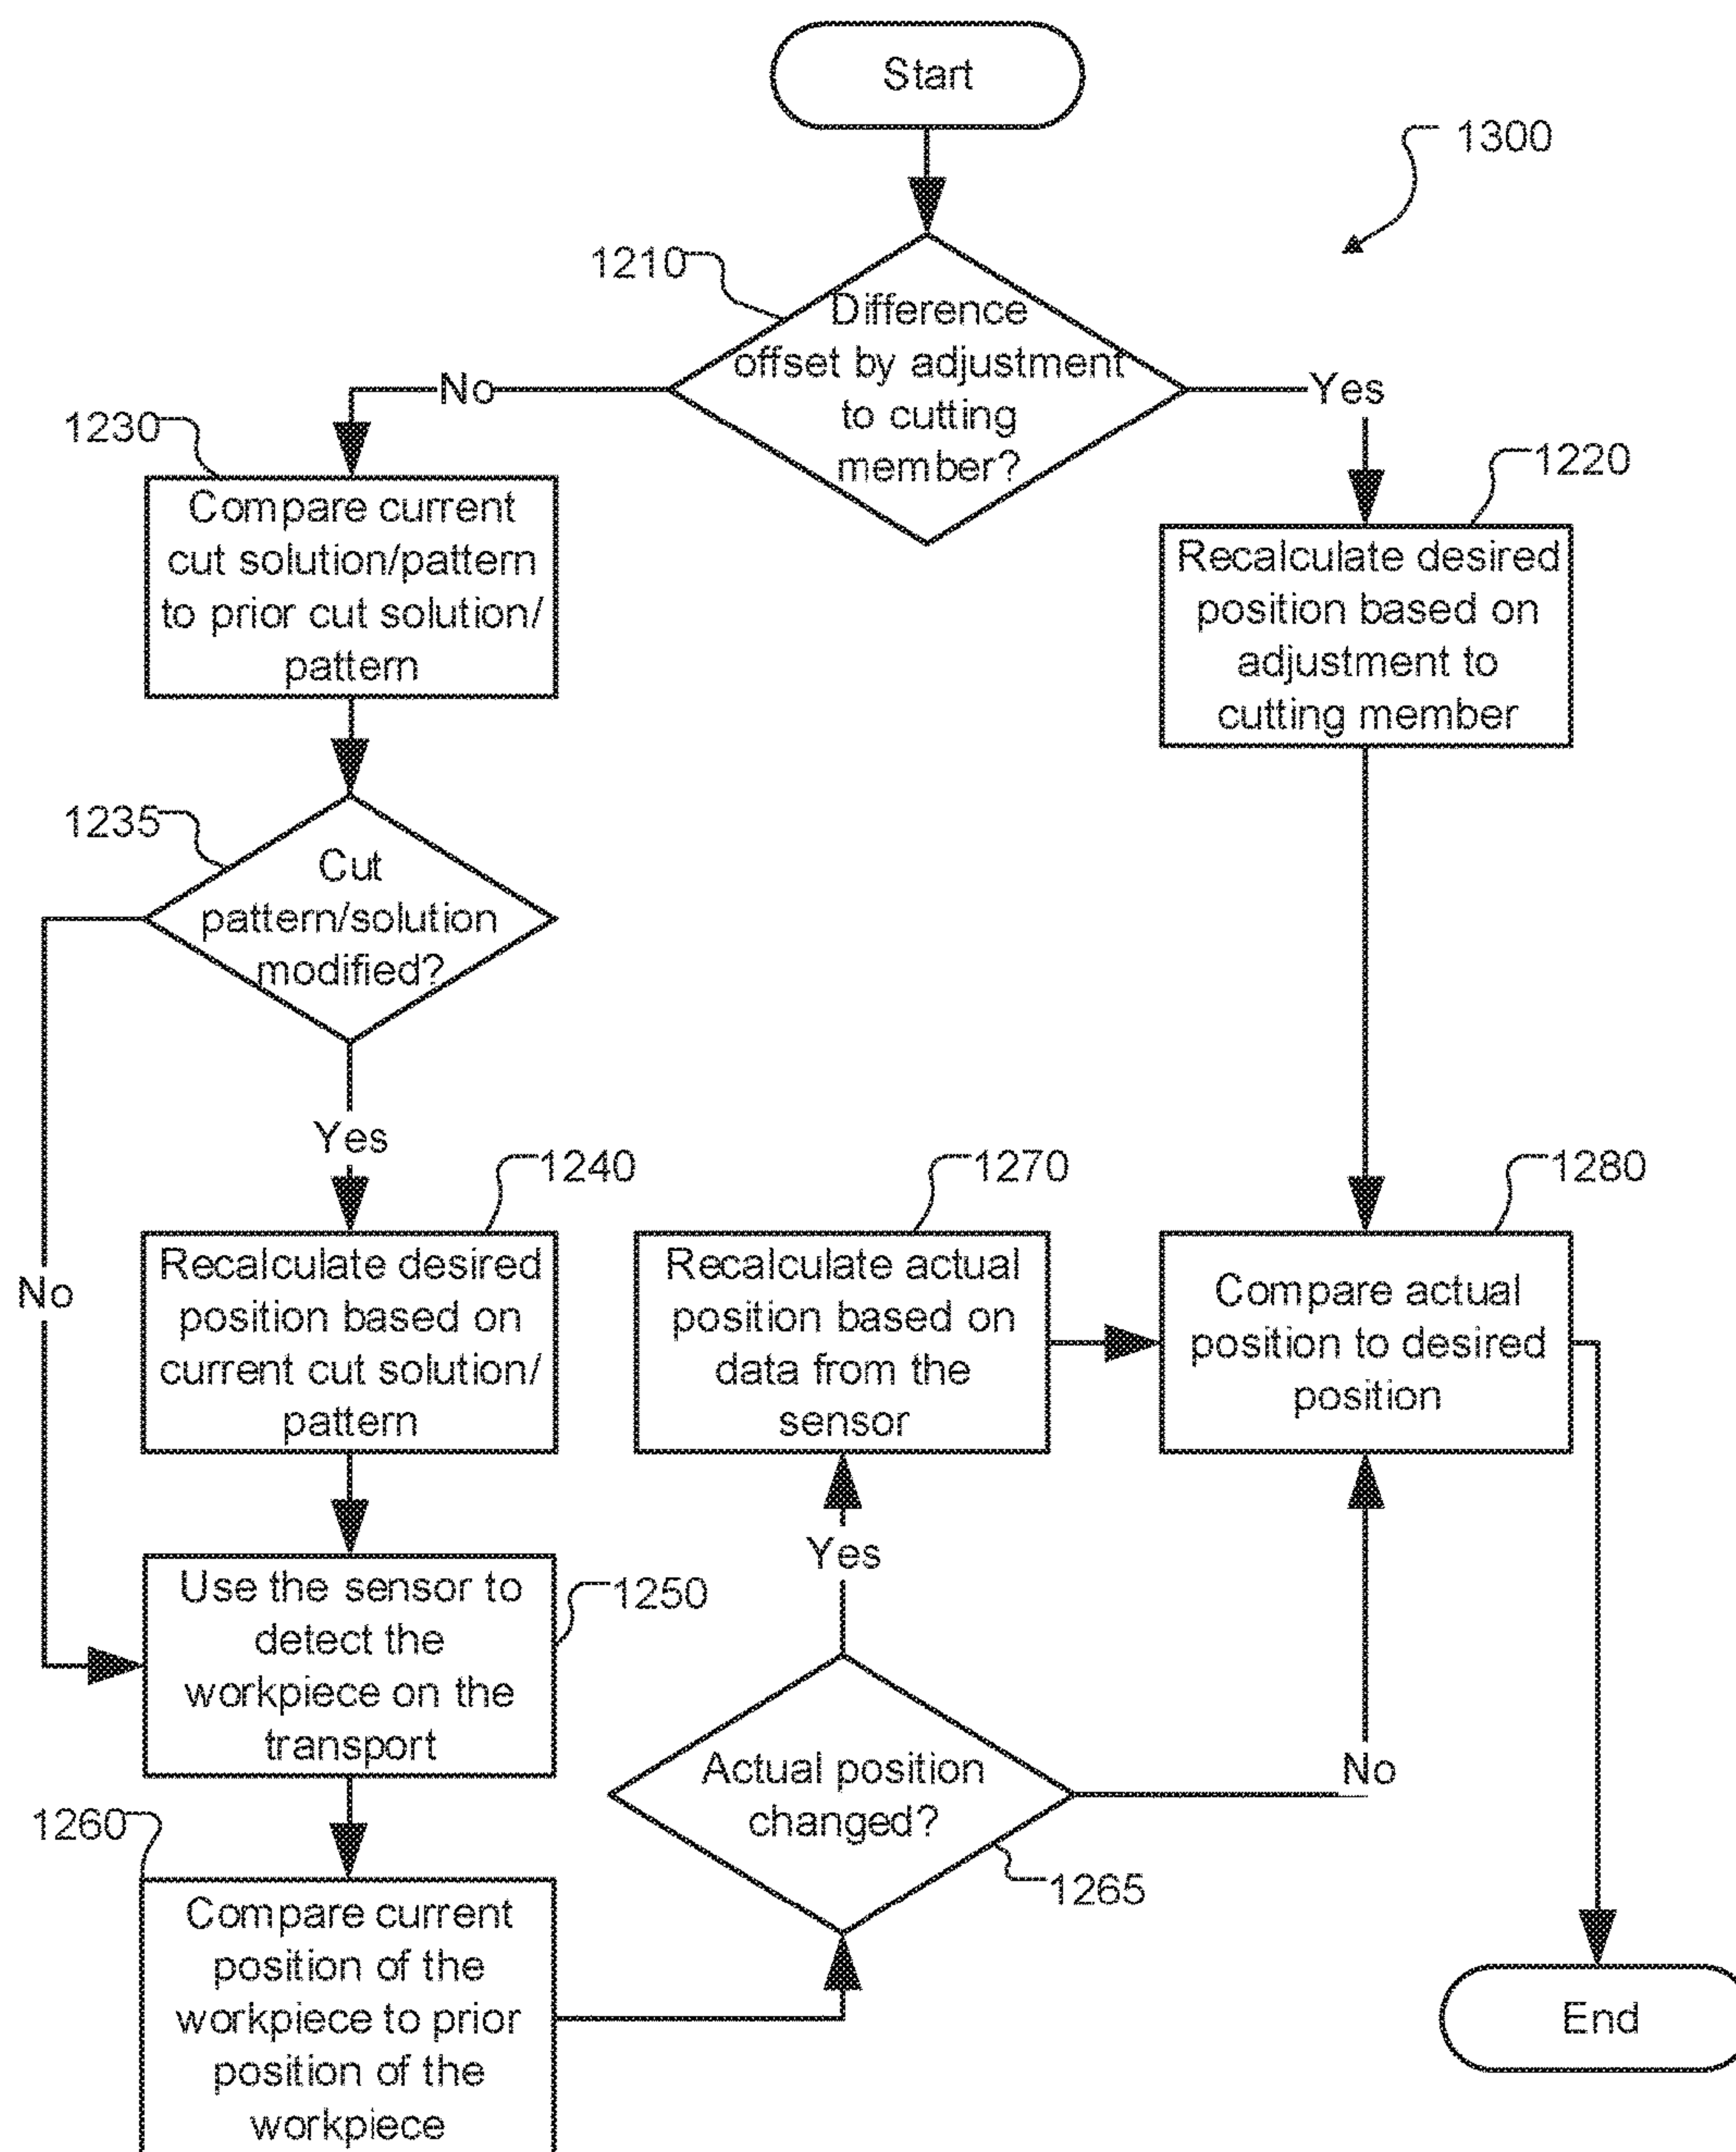 Start
1300
1210
Difference
offset by adjustment
to cutting
member?
No
Yes
1230
Compare current
cut solution/pattern
to prior cut solution/
pattern
1220
Recalculate desired
position based on
adjustment to
cutting member
1235
Cut
pattern/solution
modified?
Yes
No
1240
Recalculate desired
position based on
current cut solution/
pattern
1270
Recalculate actual
position based on
data from the
sensor
1280
Compare actual
position to desired
position
Yes
1250
Use the sensor to
detect the
workpiece on the
transport
Actual position
changed?
No
1265
1260
Compare current
position of the
workpiece to prior
position of the
workpiece
End